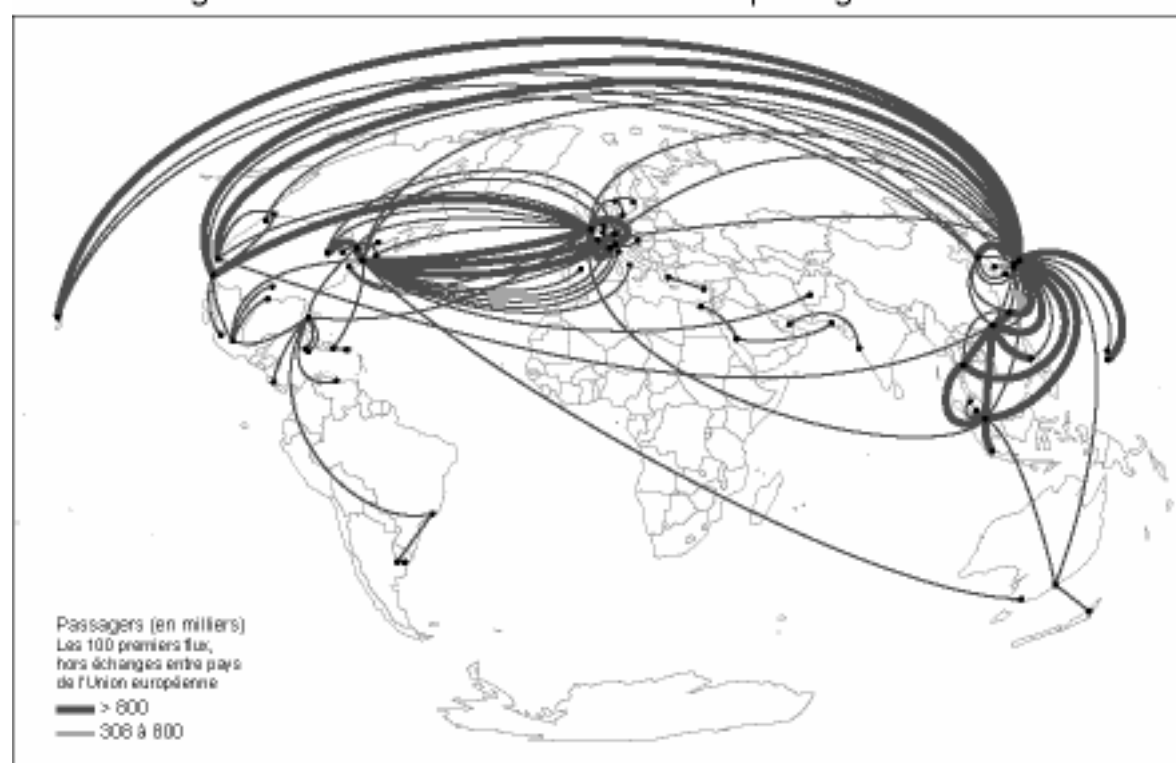 Passagers (en milliers)
Les 100 premiers flux,
hors échanges entre pays
de l'Union européenne
> 800
308 à 800